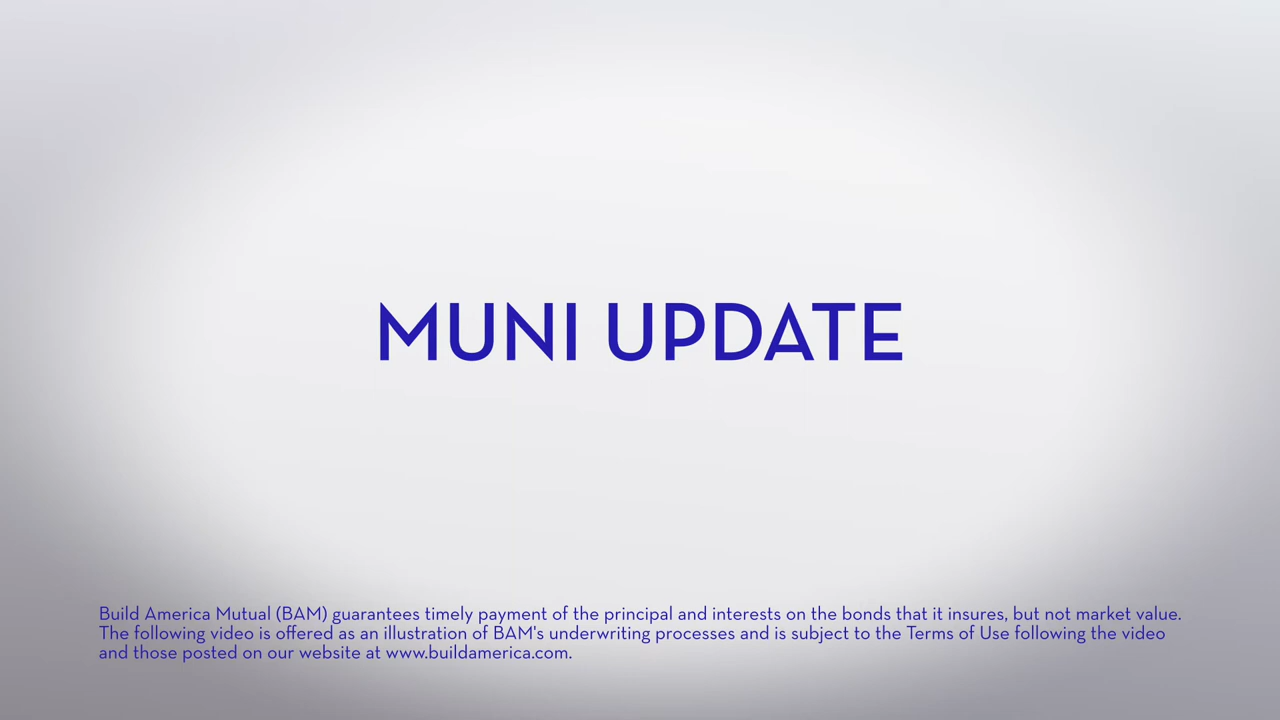 MUNI UPDATE
Build America Mutual (BAM) guarantees timely payment of the principal and interests on the bonds that it insures, but not market value.
The following video is offered as an illustration of BAM's underwriting processes and is subject to the Terms of Use following the video
and those posted on our website at www.buildamerica.com.